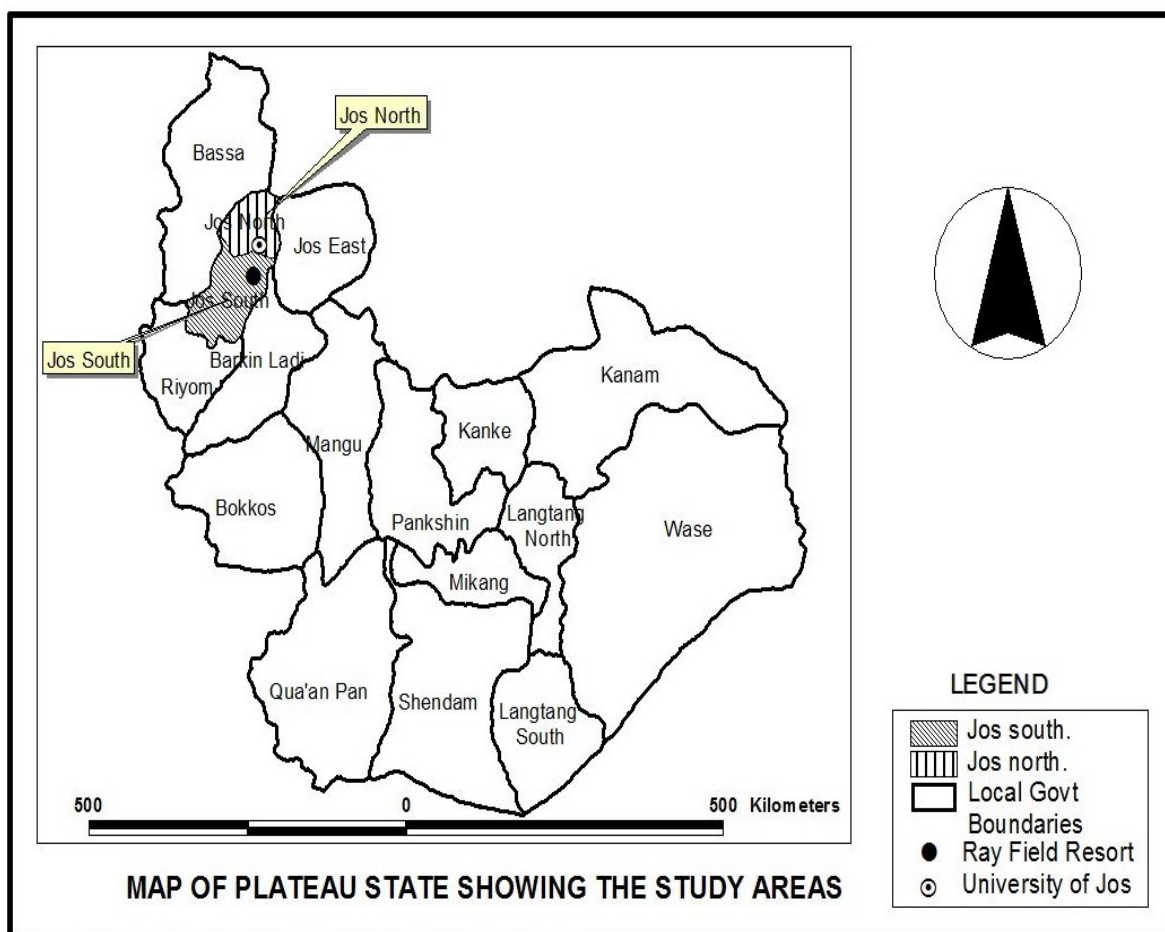 Jos North
Bassa
Jos North
Jos East
Jos South
Jos South
Barkin Ladi
Riyom
Kanam
Kanke
Mangu
Bokkos
Pankshin
Langtang
North
Wase
Mikang
Qua'an Pan
Shendam
Langtang
South
500 0 500 Kilometers
MAP OF PLATEAU STATE SHOWING THE STUDY AREAS
LEGEND
Jos south.
Jos north.
Local Govt
Boundaries
Ray Field Resort
University of Jos